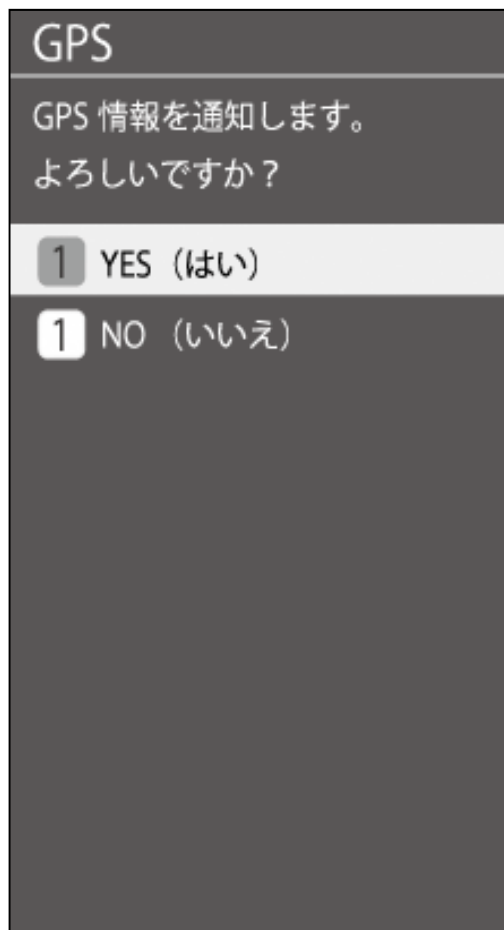 GPS
GPS 情報を通知します。
よろしいですか？
1 YES（はい）
1 NO （いいえ）